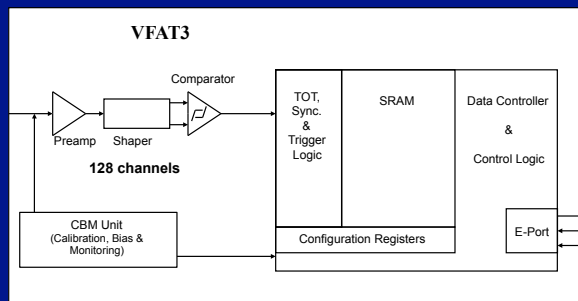 VFAT3
Comparator
Preamp
Shaper
128 channels
TOT,
Sync.
&
Trigger
Logic
SRAM
Data Controller
&
Control Logic
CBM Unit
(Calibration, Bias &
Monitoring)
Configuration Registers
E-Port